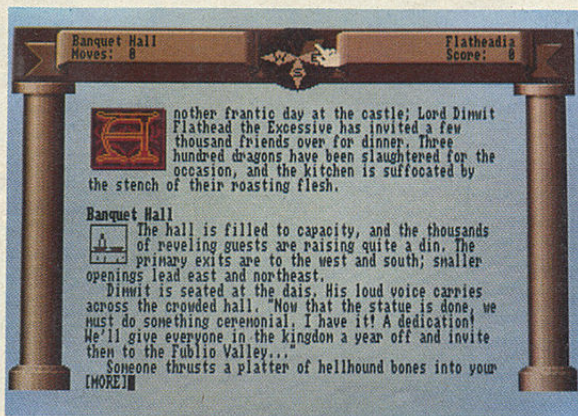 Banquet Hall Flatheadia
Moves: 0 Score: 0
W E
S
Another frantic day at the castle; Lord Dimwit
Flathead the Excessive has invited a few
thousand friends over for dinner. Three
hundred dragons have been slaughtered for the
occasion, and the kitchen is suffocated by
the stench of their roasting flesh.
Banquet Hall
The hall is filled to capacity, and the thousands
of reveling guests are raising quite a din. The
primary exits are to the west and south; smaller
openings lead east and northeast.
Dimwit is seated at the dais. His loud voice carries
across the crowded hall. "Now that the statue is done, we
must do something ceremonial. I have it! A dedication!
We'll give everyone in the kingdom a year off and invite
them to the Fublio Valley..."
Someone thrusts a platter of hellhound bones into your
[MORE]